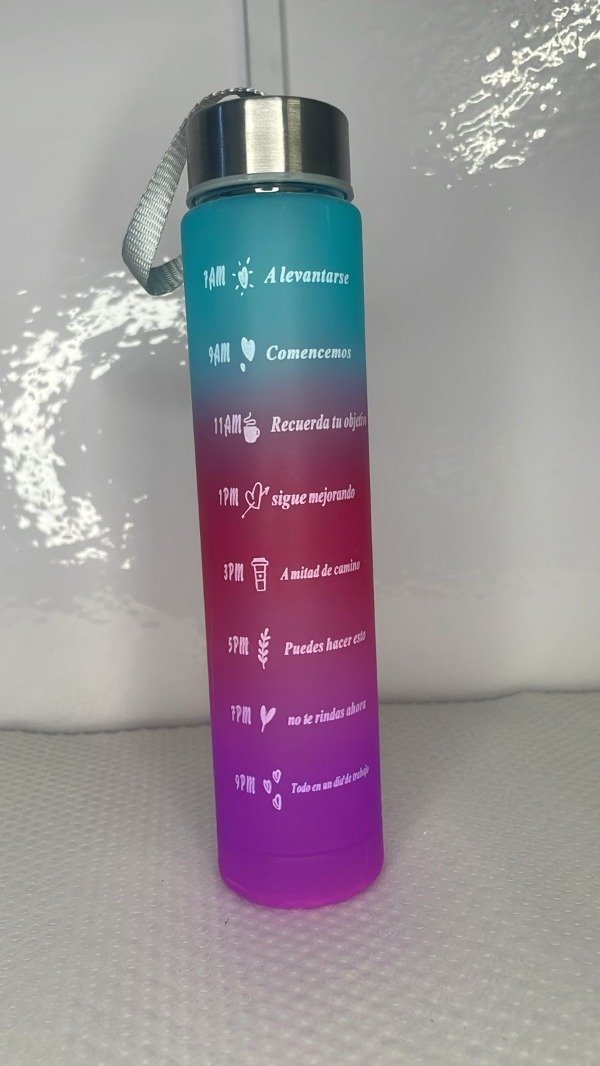 7AM A levantarse
9AM Comencemos
11AM Recuerda tu objetivo
1PM sigue mejorando
3PM A mitad de camino
5PM Puedes hacer esto
7PM no te rindas ahora
9PM Todo en un día de trabajo